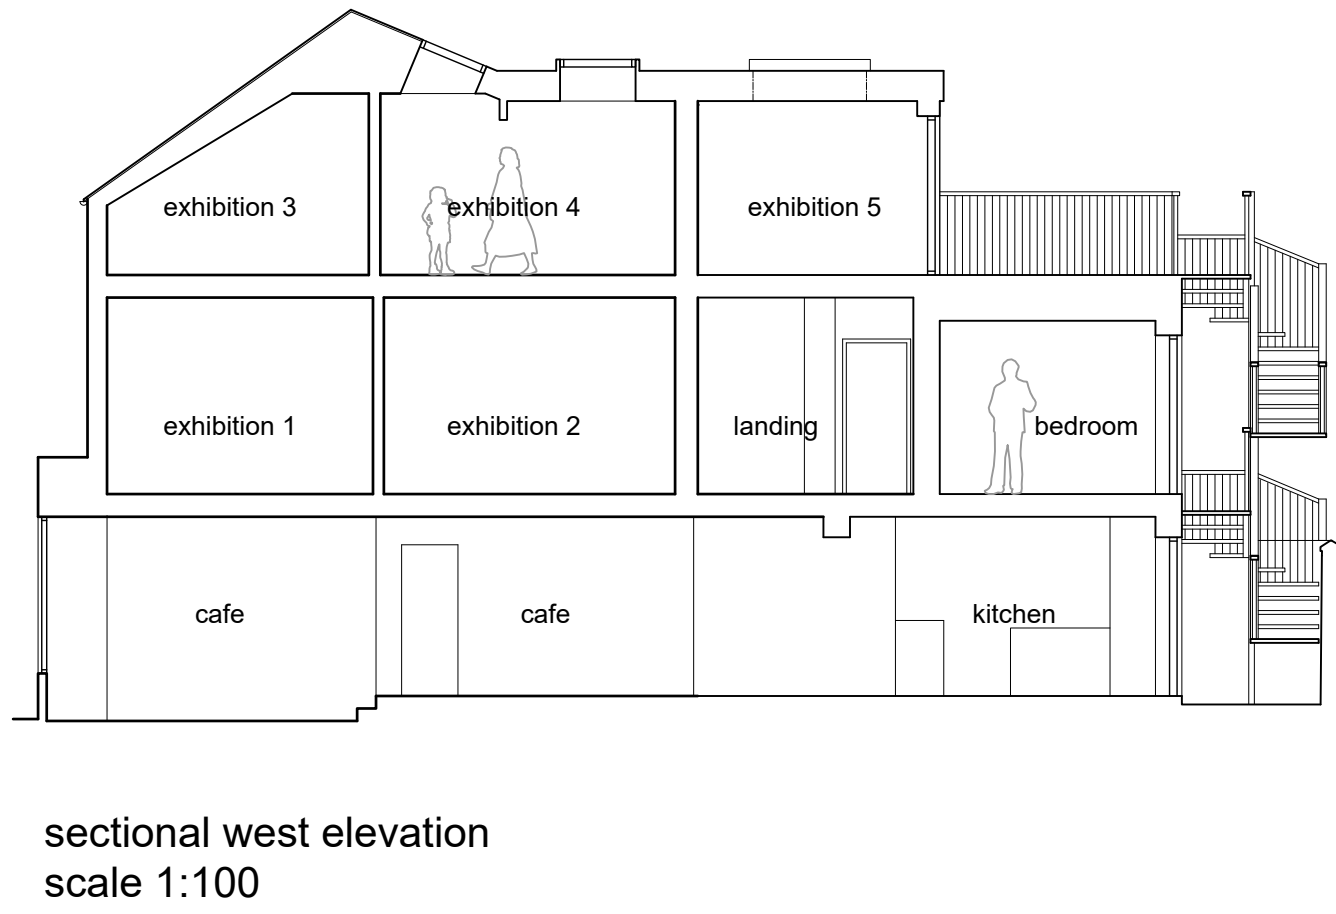 exhibition 3
exhibition 4
exhibition 5
exhibition 1
exhibition 2
landing
bedroom
cafe
cafe
kitchen
sectional west elevation
scale 1:100